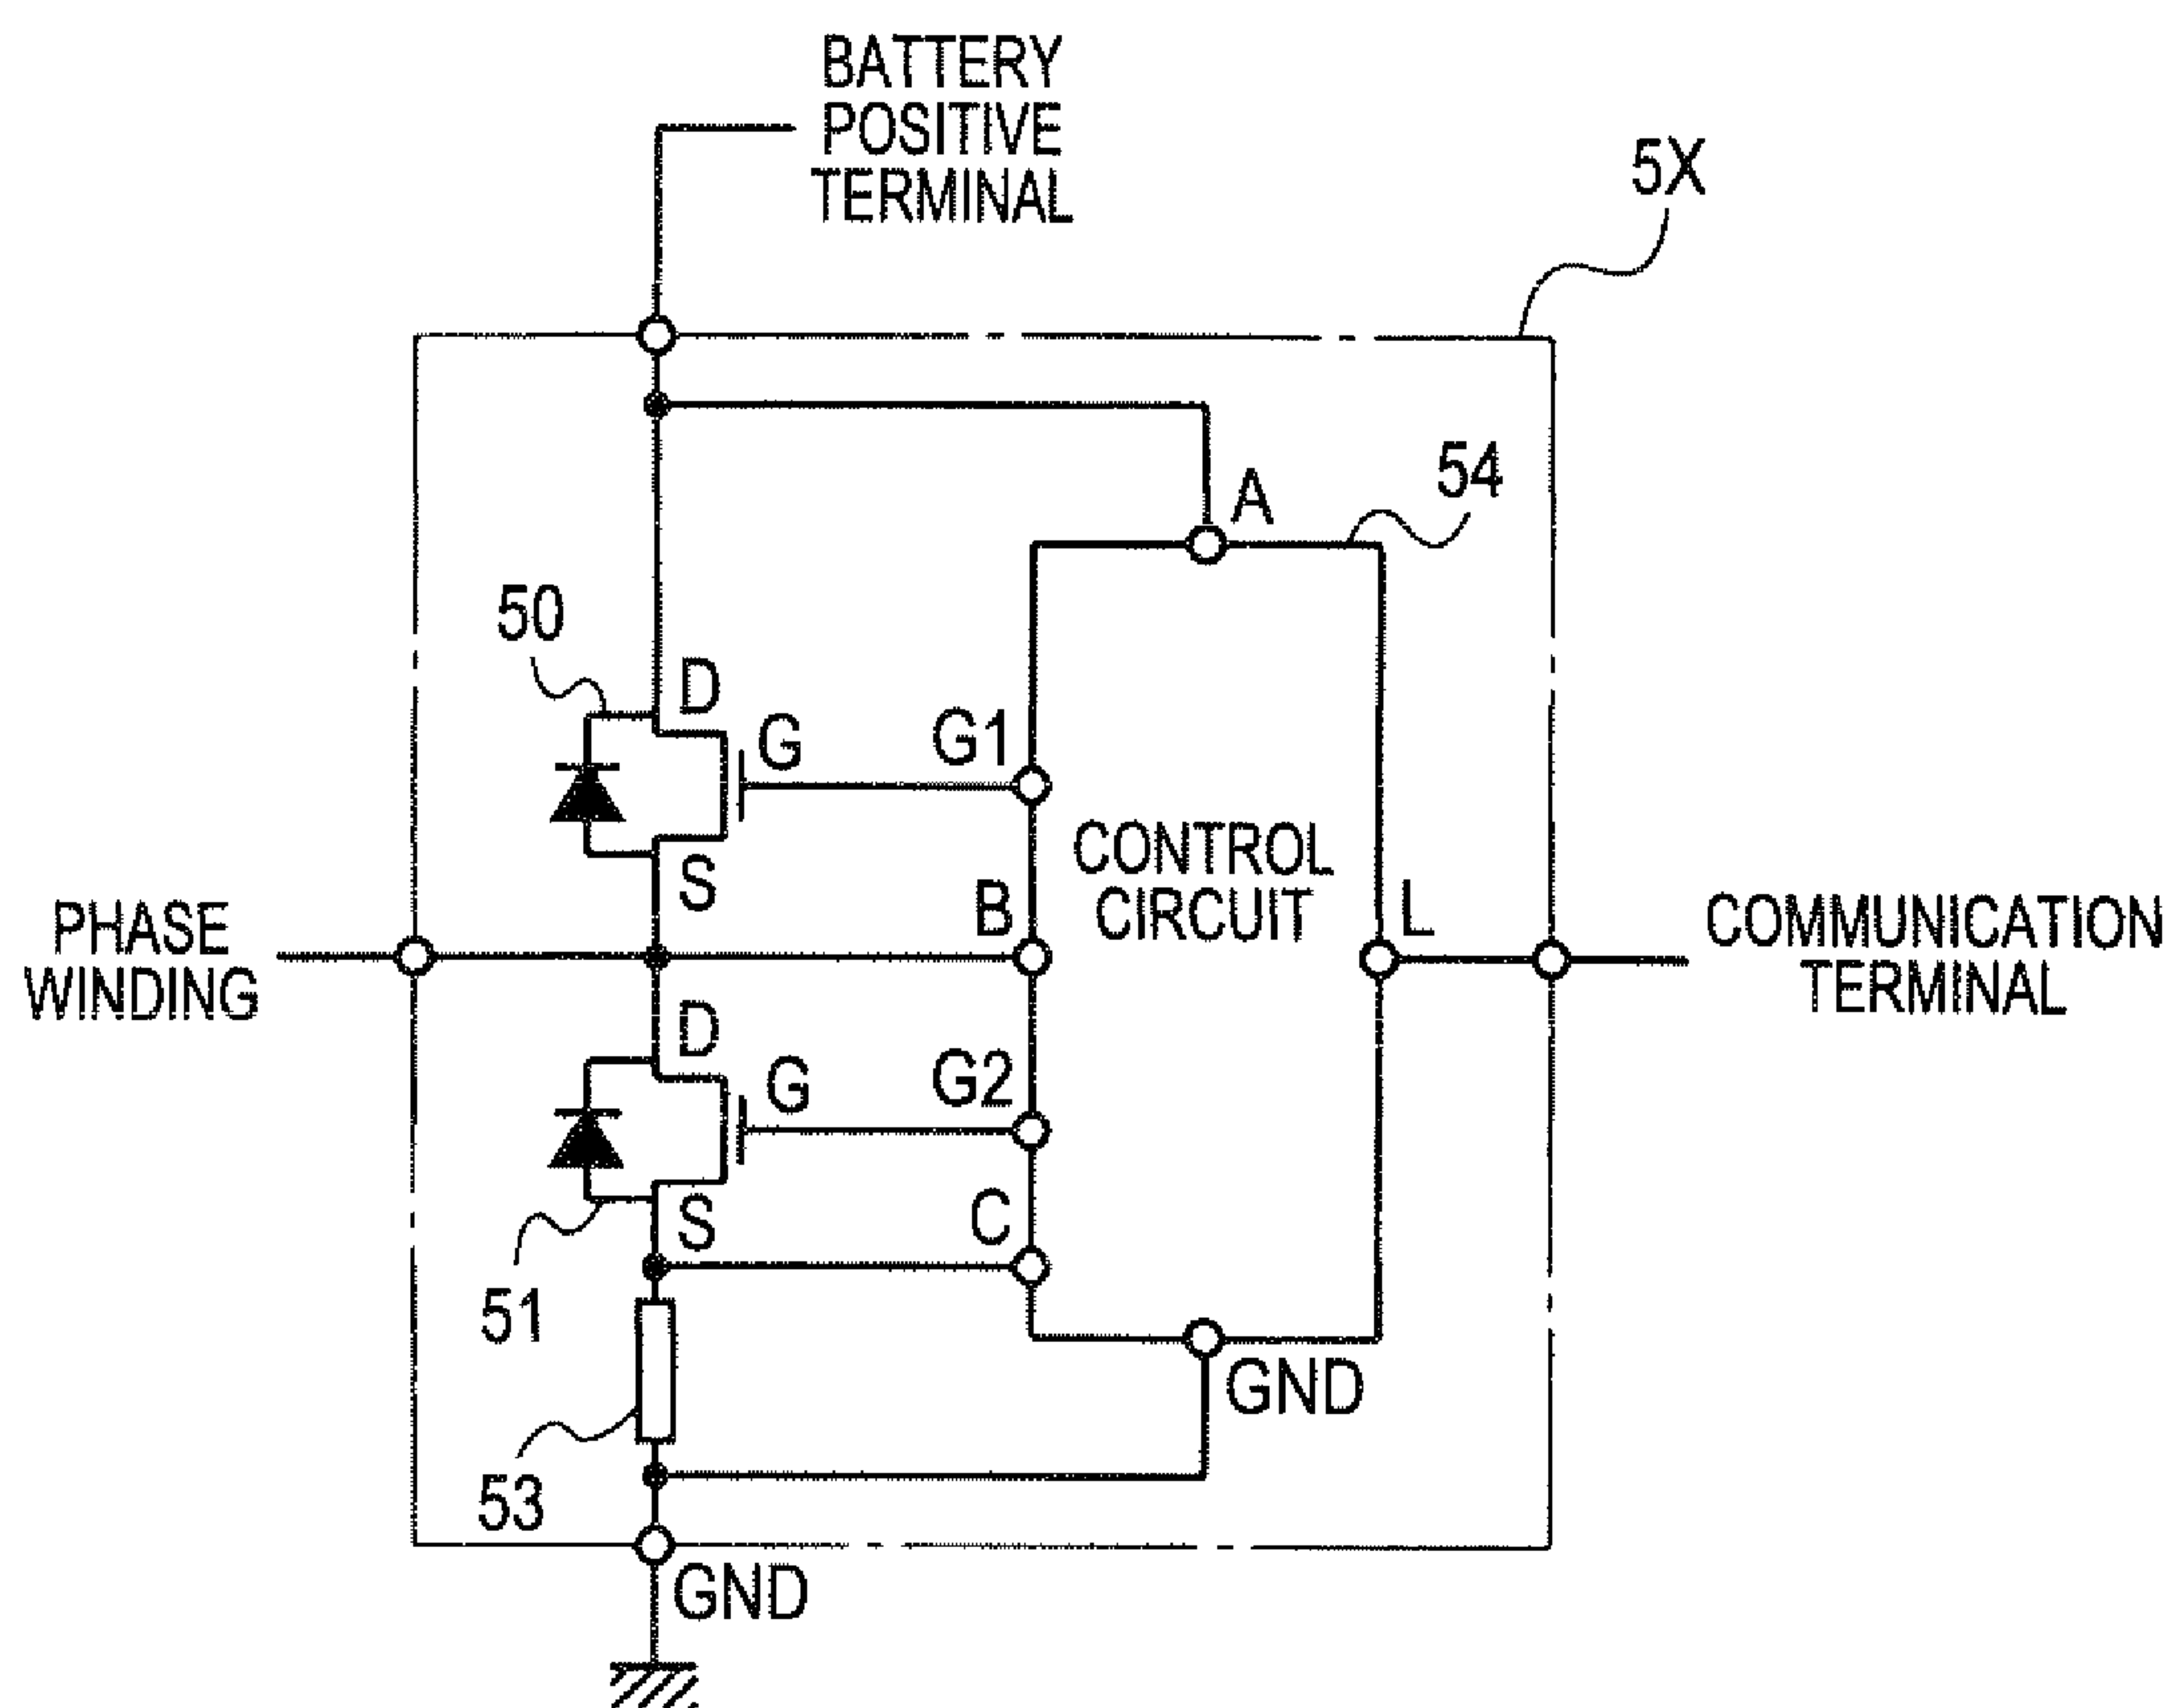 BATTERY
POSITIVE
TERMINAL
5X
54
A
50
D
G
G1
CONTROL
CIRCUIT
S
B
L
PHASE
WINDING
COMMUNICATION
TERMINAL
D
G
G2
S
C
51
GND
53
GND